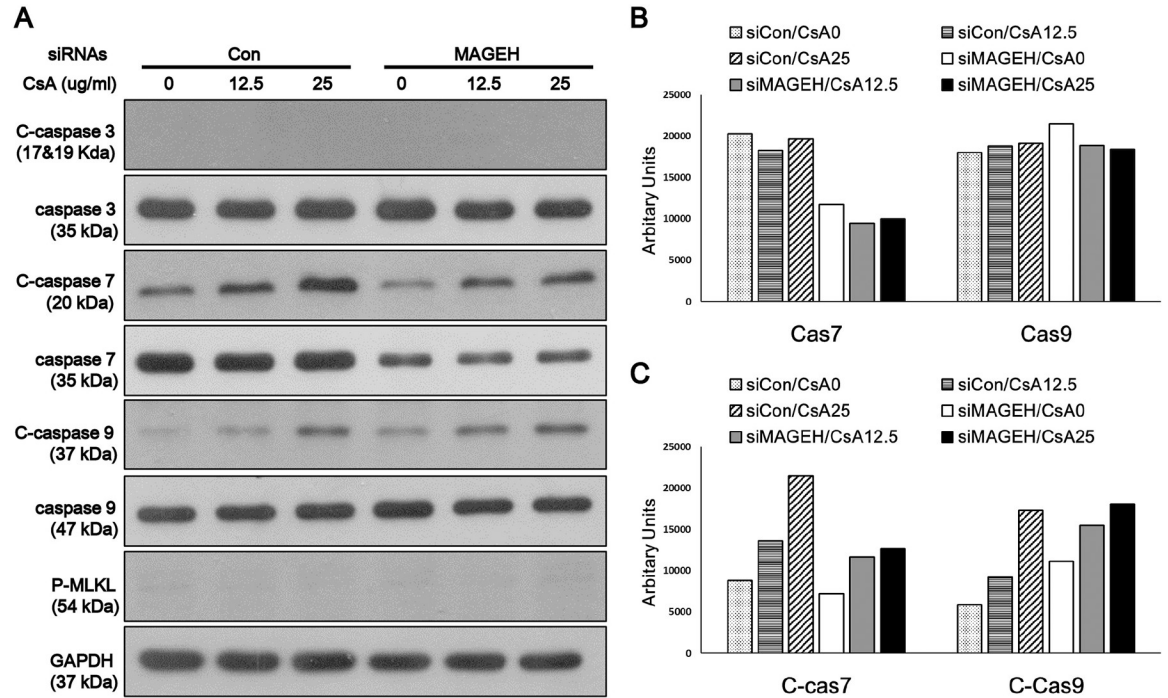 A
siRNAs Con MAGEH
CsA (ug/ml) 0 12.5 25 0 12.5 25
C-caspase 3
(17&19 Kda)
caspase 3
(35 kDa)
C-caspase 7
(20 kDa)
caspase 7
(35 kDa)
C-caspase 9
(37 kDa)
caspase 9
(47 kDa)
P-MLKL
(54 kDa)
GAPDH
(37 kDa)
B
siCon/CsA0 siCon/CsA12.5
siCon/CsA25 siMAGEH/CsA0
siMAGEH/CsA12.5 siMAGEH/CsA25
Arbitary Units
25000
20000
15000
10000
5000
0
Cas7 Cas9
C
siCon/CsA0 siCon/CsA12.5
siCon/CsA25 siMAGEH/CsA0
siMAGEH/CsA12.5 siMAGEH/CsA25
Arbitary Units
25000
20000
15000
10000
5000
0
C-cas7 C-Cas9